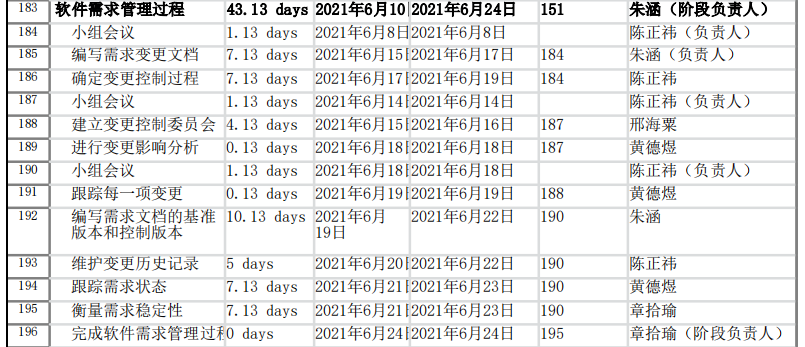 183 软件需求管理过程 43.13 days 2021年6月10 2021年6月24日 151 朱涵（阶段负责人）
184 小组会议 1.13 days 2021年6月8日 2021年6月8日 陈正祎（负责人）
185 编写需求变更文档 7.13 days 2021年6月15日 2021年6月17日 184 朱涵（负责人）
186 确定变更控制过程 7.13 days 2021年6月17日 2021年6月19日 184 陈正祎
187 小组会议 1.13 days 2021年6月14日 2021年6月14日 陈正祎（负责人）
188 建立变更控制委员会 4.13 days 2021年6月15日 2021年6月16日 187 邢海粟
189 进行变更影响分析 0.13 days 2021年6月18日 2021年6月18日 187 黄德煜
190 小组会议 1.13 days 2021年6月18日 2021年6月18日 陈正祎（负责人）
191 跟踪每一项变更 0.13 days 2021年6月19日 2021年6月19日 188 黄德煜
192 编写需求文档的基准 10.13 days 2021年6月 2021年6月22日 190 朱涵
版本和控制版本 19日
193 维护变更历史记录 5 days 2021年6月20日 2021年6月22日 190 陈正祎
194 跟踪需求状态 7.13 days 2021年6月21日 2021年6月23日 190 黄德煜
195 衡量需求稳定性 7.13 days 2021年6月21日 2021年6月23日 190 章拾瑜
196 完成软件需求管理过程 0 days 2021年6月24日 2021年6月24日 195 章拾瑜（阶段负责人）